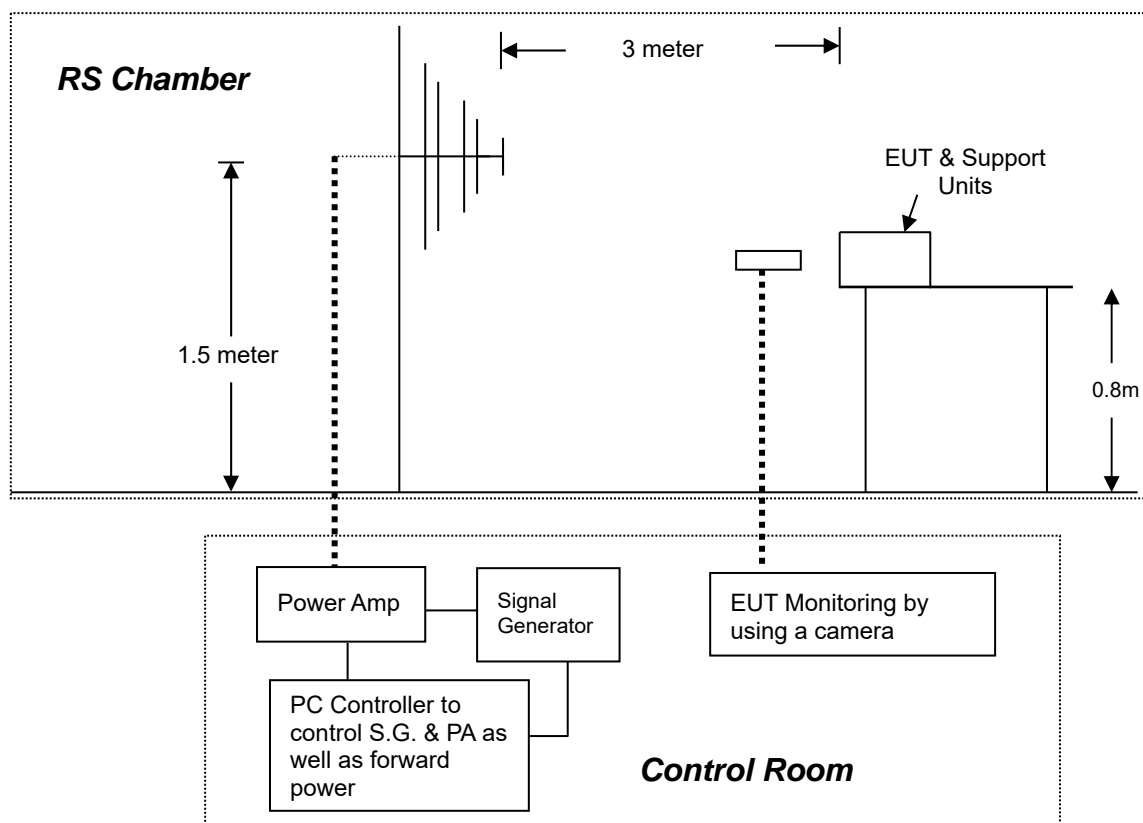 3 meter
RS Chamber
EUT & Support
Units
1.5 meter
0.8m
Power Amp
Signal
Generator
EUT Monitoring by
using a camera
PC Controller to
control S.G. & PA as
well as forward
power
Control Room